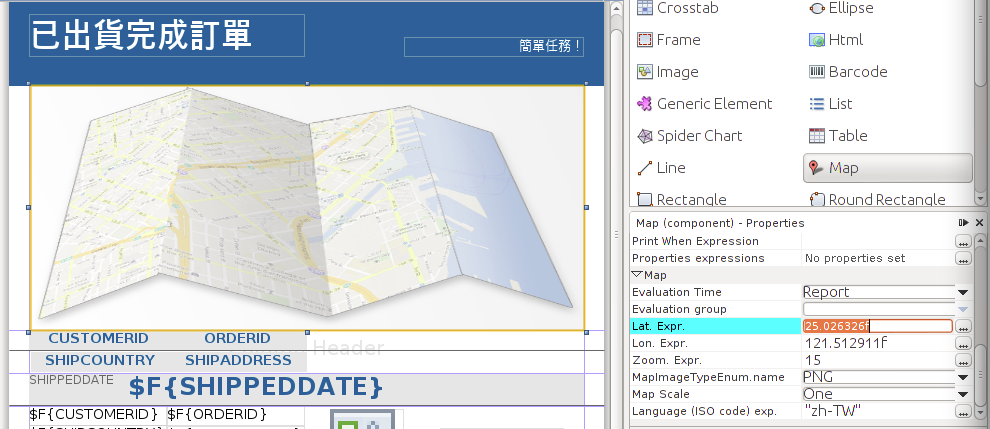 已出貨完成訂單
簡單任務！
Title
CUSTOMERID ORDERID
SHIPCOUNTRY SHIPADDRESS
Header
SHIPPEDDATE $F{SHIPPEDDATE}
$F{CUSTOMERID} $F{ORDERID}
Crosstab Ellipse
Frame Html
Image Barcode
Generic Element List
Spider Chart Table
Line Map
Rectangle Round Rectangle
Map (component) - Properties
Print When Expression ...
Properties expressions No properties set ...
Map
Evaluation Time Report
Evaluation group
Lat. Expr. 25.026326f ...
Lon. Expr. 121.512911f ...
Zoom. Expr. 15 ...
MapImageTypeEnum.name PNG
Map Scale One
Language (ISO code) exp. "zh-TW" ...